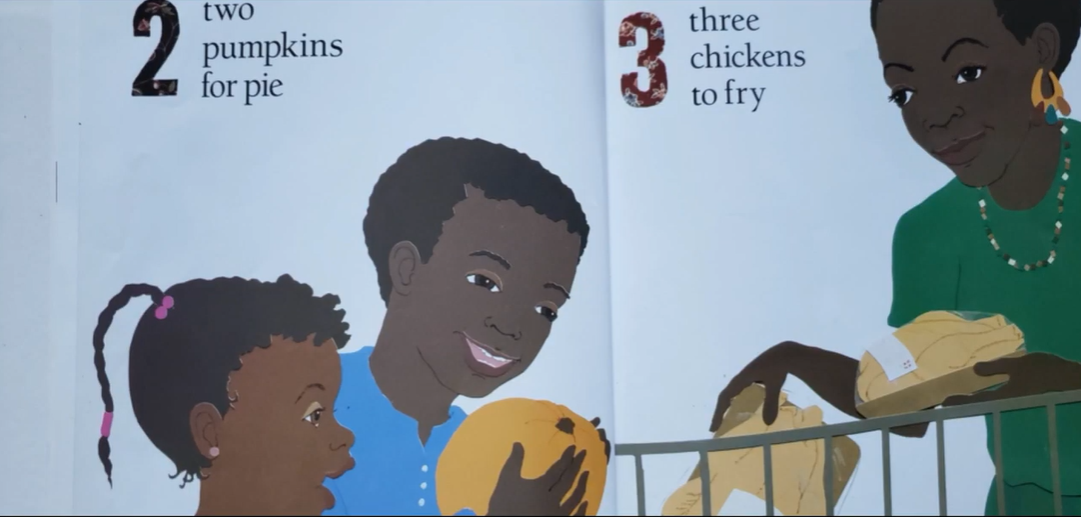 2
two
pumpkins
for pie
3
three
chickens
to fry